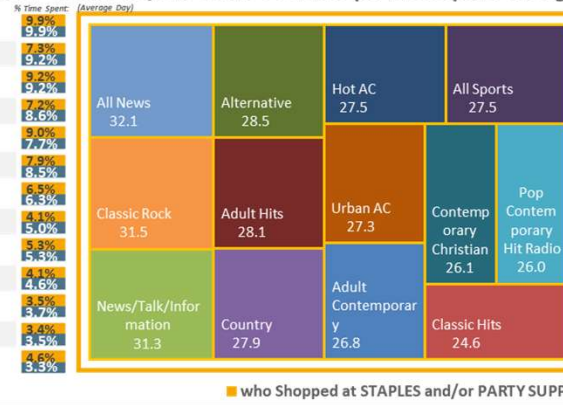 % Time Spent: (Average Day)
9.9%
9.9%
7.3%
9.2%
9.2%
9.2%
7.2%
8.6%
9.0%
7.7%
7.9%
8.5%
6.5%
6.3%
4.1%
5.0%
5.3%
5.3%
4.1%
4.6%
3.5%
3.7%
3.4%
3.5%
4.6%
3.3%
All News
32.1
Alternative
28.5
Hot AC
27.5
All Sports
27.5
Classic Rock
31.5
Adult Hits
28.1
Urban AC
27.3
Contemp
orary
Christian
26.1
Pop
Contem
porary
Hit Radio
26.0
News/Talk/Infor
mation
31.3
Country
27.9
Adult
Contemporar
y
26.8
Classic Hits
24.6
who Shopped at STAPLES and/or PARTY